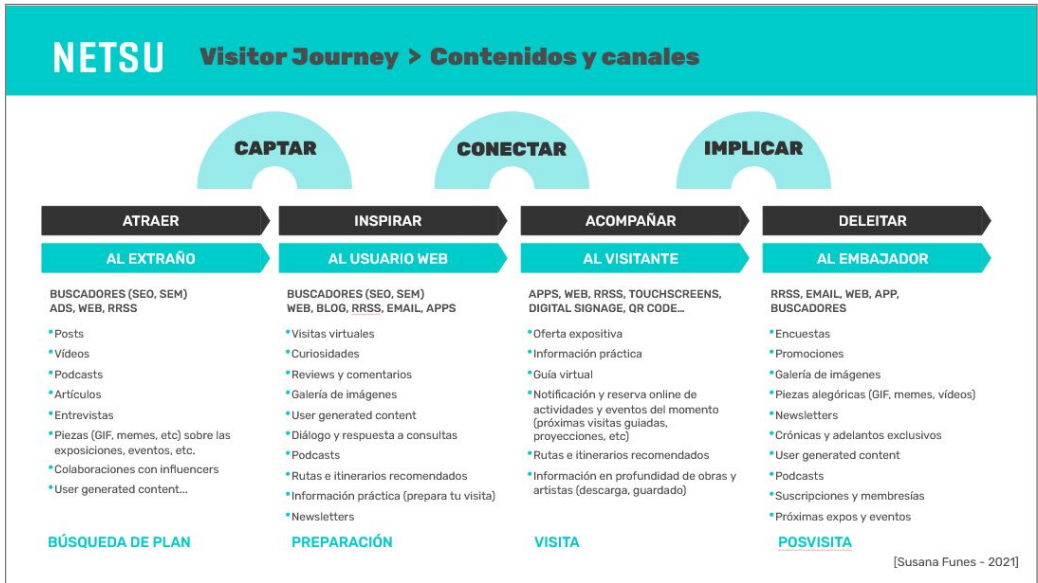 NETSU
Visitor Journey > Contenidos y canales
CAPTAR
CONECTAR
IMPLICAR
ATRAER
INSPIRAR
ACOMPAÑAR
DELEITAR
AL EXTRAÑO
AL USUARIO WEB
AL VISITANTE
AL EMBAJADOR
BUSCADORES (SEO, SEM)
ADS, WEB, RRSS
•Posts
•Vídeos
•Podcasts
•Artículos
•Entrevistas
•Piezas (GIF, memes, etc) sobre las
exposiciones, eventos, etc.
•Colaboraciones con influencers
•User generated content...
BÚSQUEDA DE PLAN
BUSCADORES (SEO, SEM)
WEB, BLOG, RRSS, EMAIL, APPS
•Visitas virtuales
•Curiosidades
•Reviews y comentarios
•Galería de imágenes
•User generated content
•Diálogo y respuesta a consultas
•Podcasts
•Rutas e itinerarios recomendados
•Información práctica (prepara tu visita)
•Newsletters
PREPARACIÓN
APPS, WEB, RRSS, TOUCHSCREENS,
DIGITAL SIGNAGE, QR CODE...
•Oferta expositiva
•Información práctica
•Guía virtual
•Notificación y reserva online de
actividades y eventos del momento
(próximas visitas guiadas,
proyecciones, etc)
•Rutas e itinerarios recomendados
•Información en profundidad de obras y
artistas (descarga, guardado)
VISITA
RRSS, EMAIL, WEB, APP,
BUSCADORES
•Encuestas
•Promociones
•Galería de imágenes
•Piezas alegóricas (GIF, memes, vídeos)
•Newsletters
•Crónicas y adelantos exclusivos
•User generated content
•Podcasts
•Suscripciones y membresías
•Próximas expos y eventos
POSVISITA
[Susana Funes - 2021]